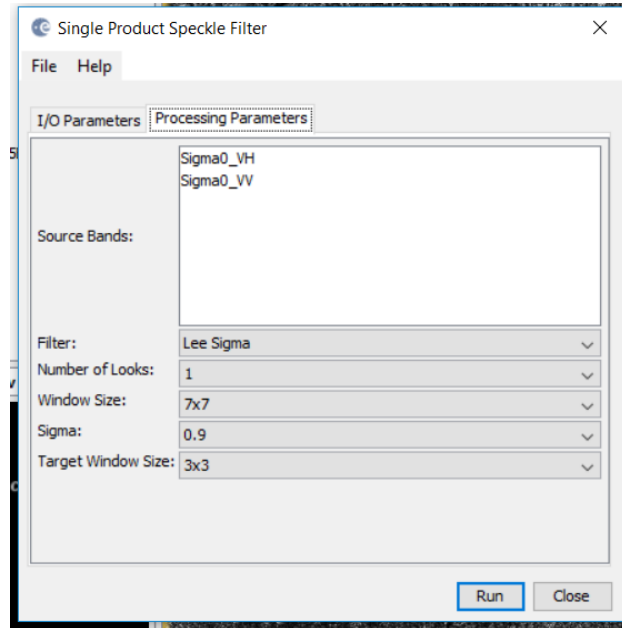 Single Product Speckle Filter
File Help
I/O Parameters Processing Parameters
Source Bands:
Sigma0_VH
Sigma0_VV
Filter: Lee Sigma
Number of Looks: 1
Window Size: 7x7
Sigma: 0.9
Target Window Size: 3x3
Run Close